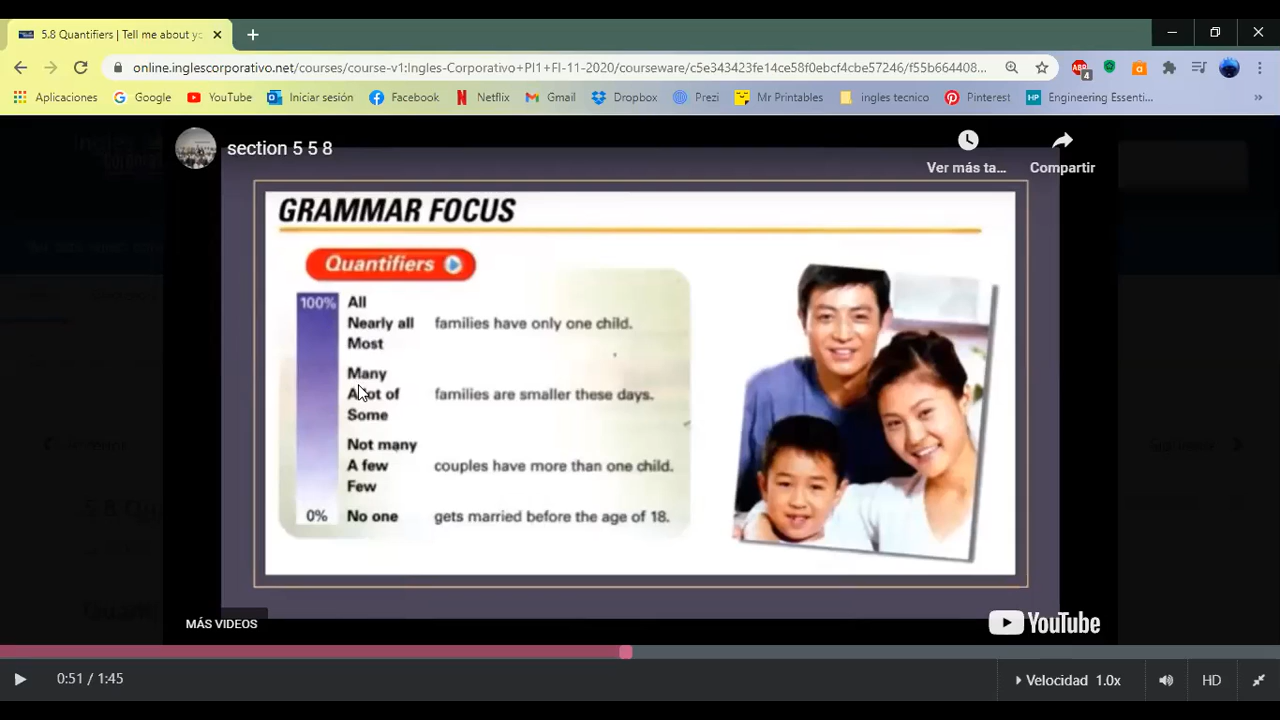 5.8 Quantifiers | Tell me about yo
online.inglescorporativo.net/courses/course-v1:Ingles-Corporativo+PI1+FI-11-2020/courseware/c5e343423fe14ce58f0ebcf4cbe57246/f55b664408...
Aplicaciones Google YouTube Iniciar sesión Facebook Netflix Gmail Dropbox Prezi Mr Printables ingles tecnico Pinterest HP Engineering Essenti... »
section 5 5 8
Ver más ta... Compartir
GRAMMAR FOCUS
Quantifiers
100% All
Nearly all families have only one child.
Most
Many
A lot of families are smaller these days.
Some
Not many
A few couples have more than one child.
Few
0% No one gets married before the age of 18.
MÁS VIDEOS YouTube
0:51 / 1:45 Velocidad 1.0x HD